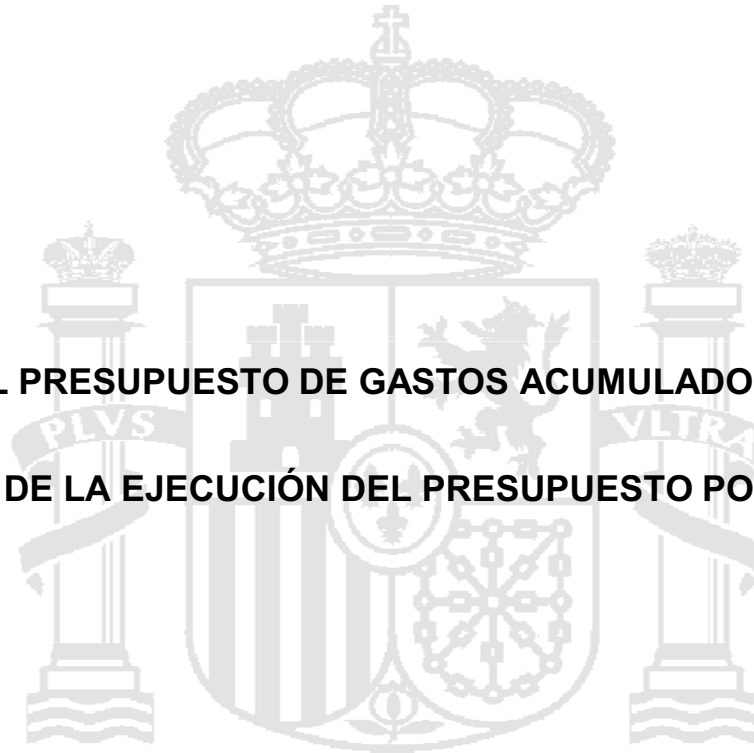 L PRESUPUESTO DE GASTOS ACUMULADO
PLVS VLTRA
DE LA EJECUCIÓN DEL PRESUPUESTO PO